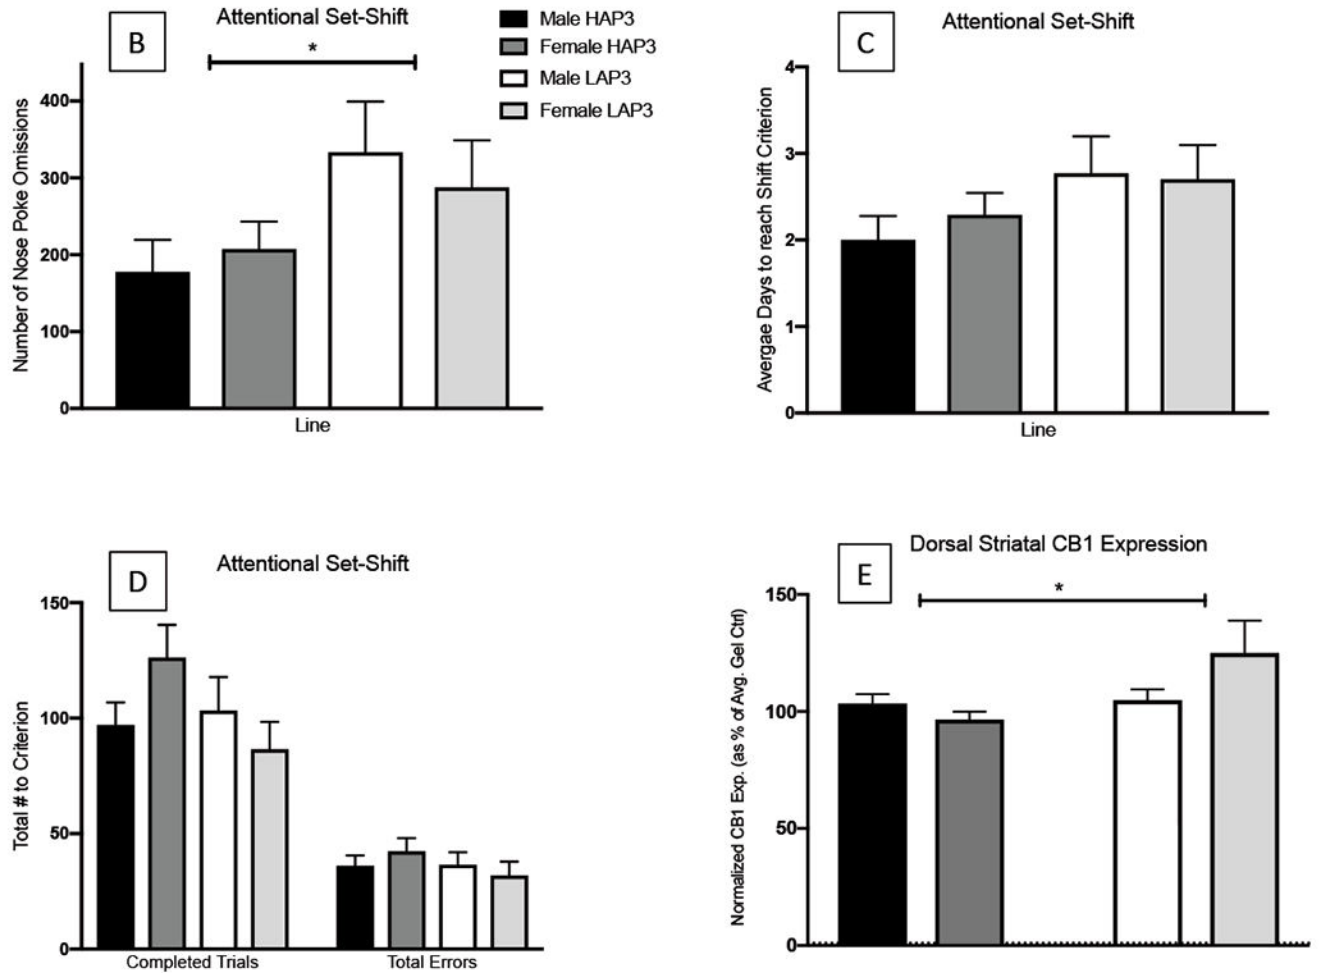 B
Attentional Set-Shift
*
Male HAP3
Female HAP3
Male LAP3
Female LAP3
Number of Nose Poke Omissions
400
300
200
100
0
Line
C
Attentional Set-Shift
Avergae Days to reach Shift Criterion
4
3
2
1
0
Line
D
Attentional Set-Shift
Total # to Criterion
150
100
50
0
Completed Trials
Total Errors
E
Dorsal Striatal CB1 Expression
*
Normalized CB1 Exp. (as % of Avg. Gel Ctrl)
150
100
50
0